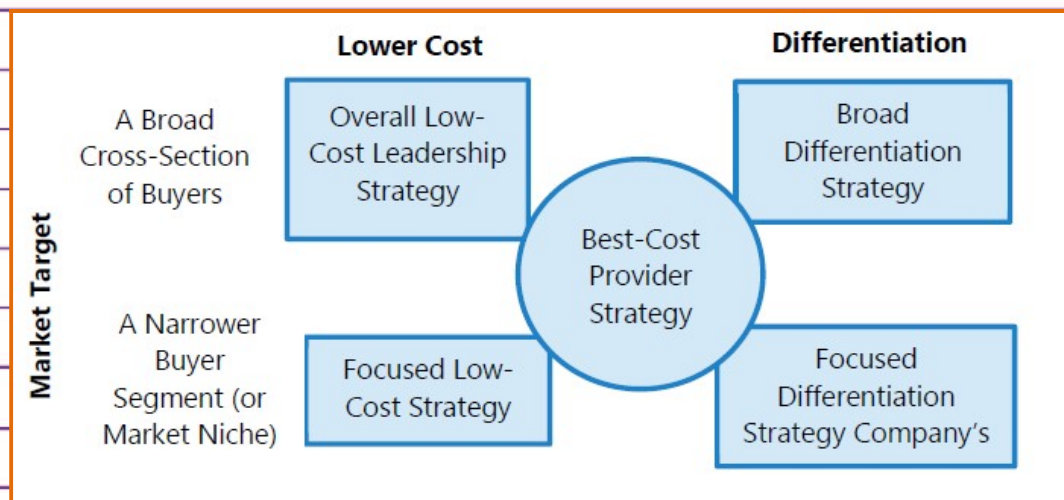 Lower Cost
Differentiation
A Broad
Cross-Section
of Buyers
Overall Low-
Cost Leadership
Strategy
Broad
Differentiation
Strategy
Best-Cost
Provider
Strategy
Market Target
A Narrower
Buyer
Segment (or
Market Niche)
Focused Low-
Cost Strategy
Focused
Differentiation
Strategy Company’s